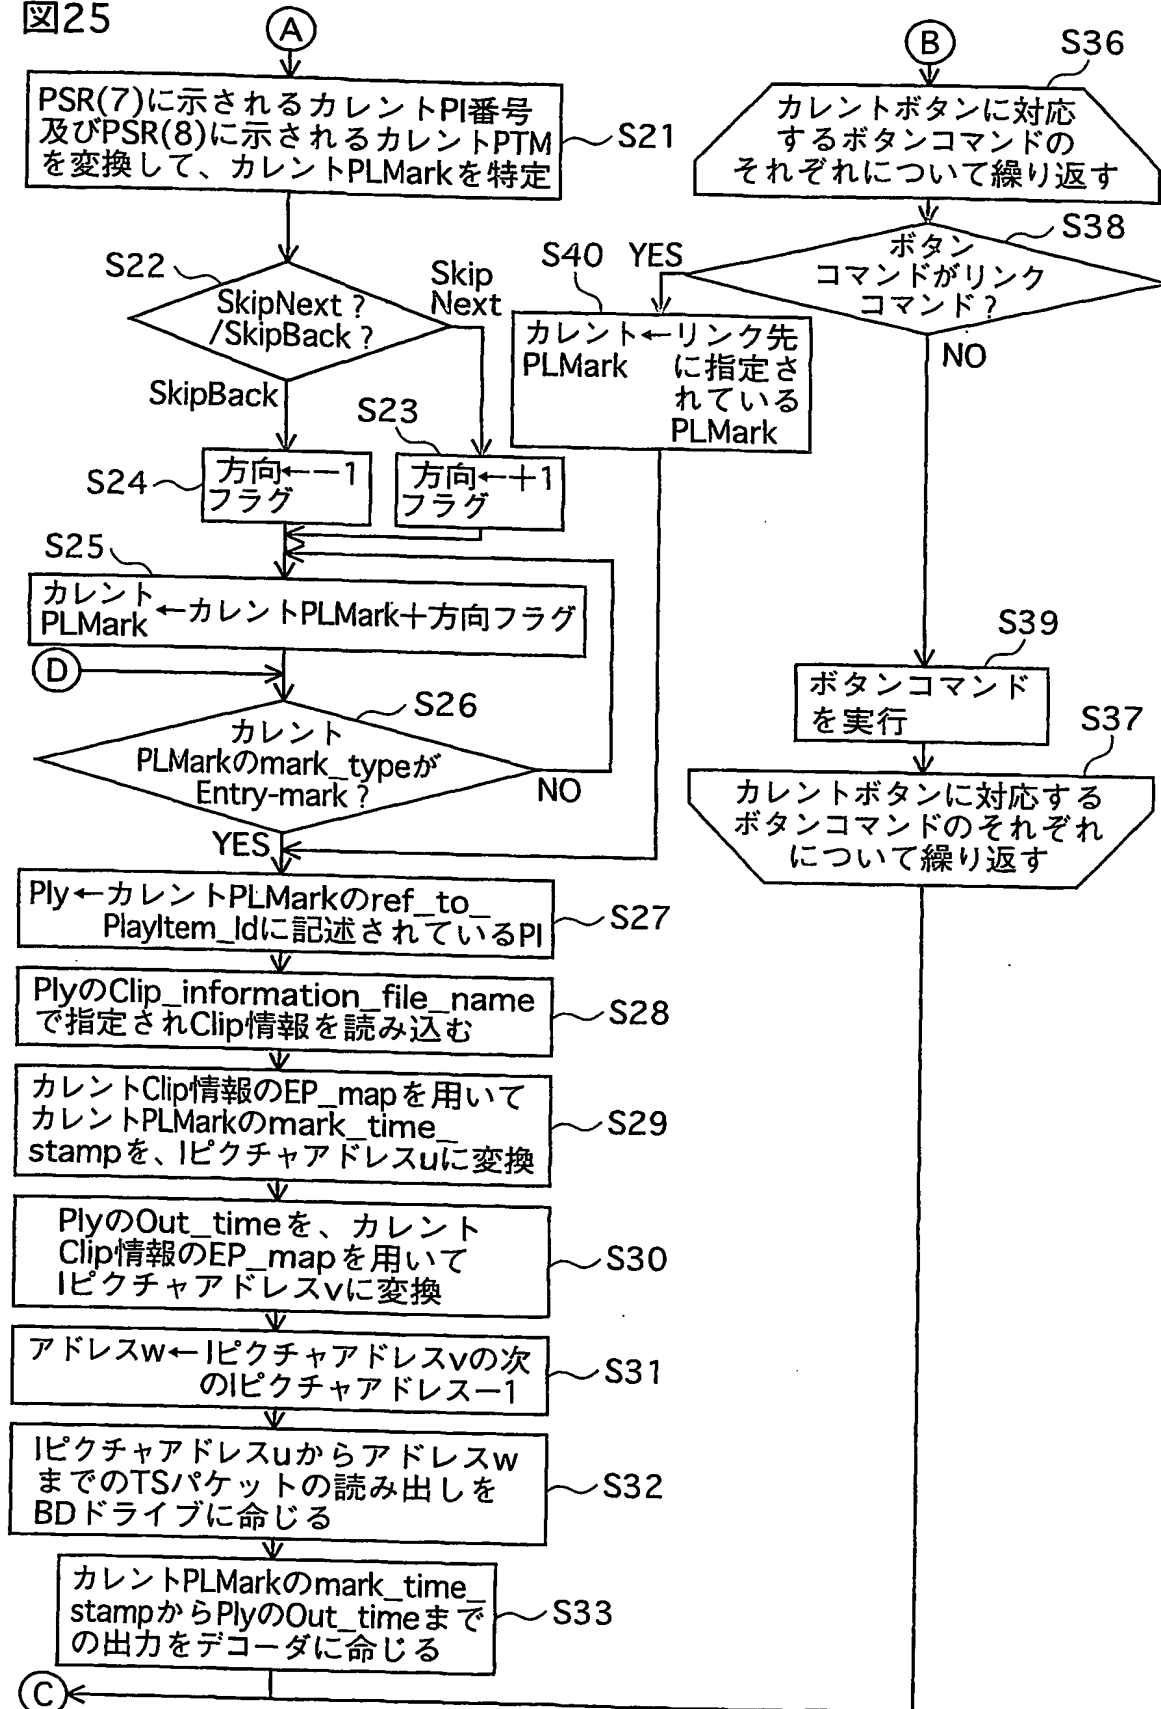 図25
A
PSR(7)に示されるカレントPI番号
及びPSR(8)に示されるカレントPTM
を変換して、カレントPLMarkを特定
S21
S22
SkipNext?
/SkipBack?
Skip
Next
SkipBack
S23
S24
方向←−1
フラグ
方向←+1
フラグ
S25
カレント
PLMark
←カレントPLMark+方向フラグ
D
S26
カレント
PLMarkのmark_typeが
Entry-mark?
NO
YES
Ply←カレントPLMarkのref_to_
PlayItem_Idに記述されているPI
S27
PlyのClip_information_file_name
で指定されClip情報を読み込む
S28
カレントClip情報のEP_mapを用いて
カレントPLMarkのmark_time_
stampを、Iピクチャアドレスuに変換
S29
PlyのOut_timeを、カレント
Clip情報のEP_mapを用いて
Iピクチャアドレスvに変換
S30
アドレスw←Iピクチャアドレスvの次
のIピクチャアドレス−1
S31
Iピクチャアドレスuからアドレスw
までのTSパケットの読み出しを
BDドライブに命じる
S32
カレントPLMarkのmark_time_
stampからPlyのOut_timeまで
の出力をデコーダに命じる
S33
C
B
S36
カレントボタンに対応
するボタンコマンドの
それぞれについて繰り返す
S38
ボタン
コマンドがリンク
コマンド?
YES
NO
S40
カレント←リンク先
PLMark に指定さ
れている
PLMark
S39
ボタンコマンド
を実行
S37
カレントボタンに対応する
ボタンコマンドのそれぞれ
について繰り返す